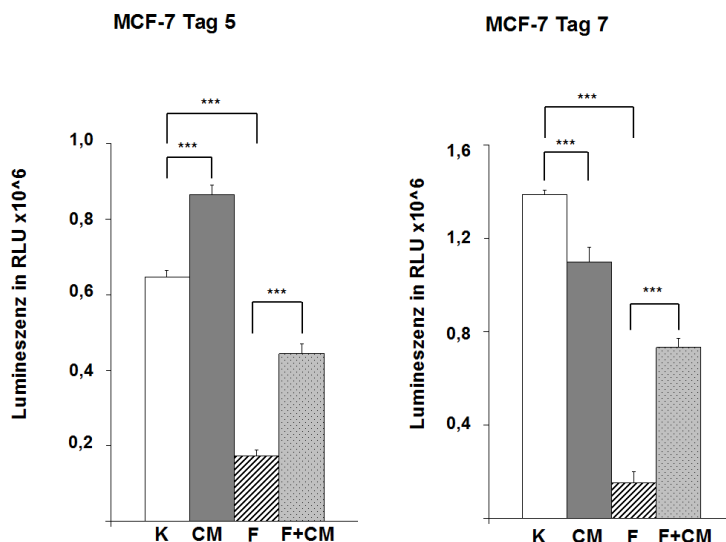 MCF-7 Tag 5
Lumineszenz in RLU x10^6
1,0
0,8
0,6
0,4
0,2
***
***
***
K CM F F+CM
MCF-7 Tag 7
Lumineszenz in RLU x10^6
1,6
1,2
0,8
0,4
***
***
***
K CM F F+CM